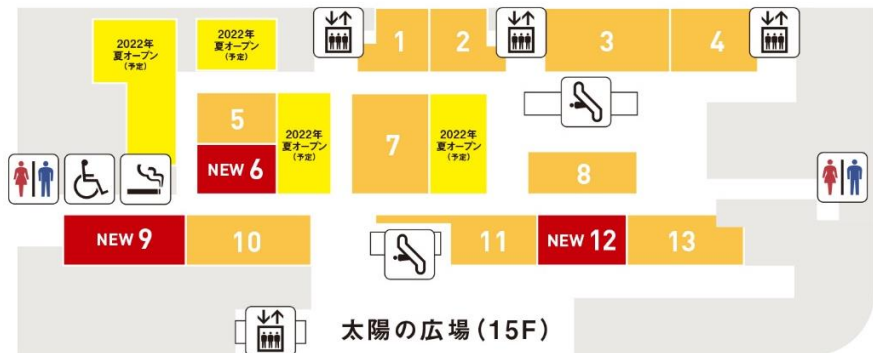 2022年
夏オープン
(予定)
2022年
夏オープン
(予定)
1
2
3
4
5
2022年
夏オープン
(予定)
7
2022年
夏オープン
(予定)
NEW 6
8
NEW 9
10
11
NEW 12
13
太陽の広場(15F)